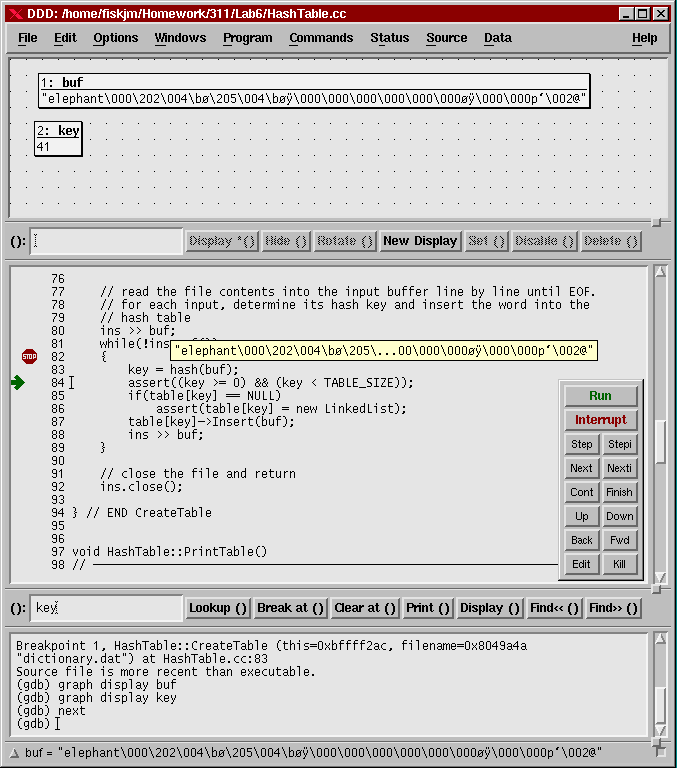 DDD: /home/fiskjm/Homework/311/Lab6/HashTable.cc
File Edit Options Windows Program Commands Status Source Data Help
1: buf
"elephant\000\202\004\bø\205\004\bøÿ\000\000\000\000\000\000øÿ\000\000p‘\002@"
2: key
41
(): Display *() Hide () Rotate () New Display Set () Disable () Delete ()
76
77 // read the file contents into the input buffer line by line until EOF.
78 // for each input, determine its hash key and insert the word into the
79 // hash table
80 ins >> buf;
81 while(!ins
"elephant\000\202\004\bø\205\...00\000\000øÿ\000\000p‘\002@"
STOP 82 {
83 key = hash(buf);
84 assert((key >= 0) && (key < TABLE_SIZE));
85 if(table[key] == NULL)
86 assert(table[key] = new LinkedList);
87 table[key]->Insert(buf);
88 ins >> buf;
89 }
90
91 // close the file and return
92 ins.close();
93
94 } // END CreateTable
95
96
97 void HashTable::PrintTable()
98 //
Run
Interrupt
Step Stepi
Next Nexti
Cont Finish
Up Down
Back Fwd
Edit Kill
(): key Lookup () Break at () Clear at () Print () Display () Find<< () Find>> ()
Breakpoint 1, HashTable::CreateTable (this=0xbffff2ac, filename=0x8049a4a
"dictionary.dat") at HashTable.cc:83
Source file is more recent than executable.
(gdb) graph display buf
(gdb) graph display key
(gdb) next
(gdb)
buf = "elephant\000\202\004\bø\205\004\bøÿ\000\000\000\000\000\000øÿ\000\000p‘\002@"